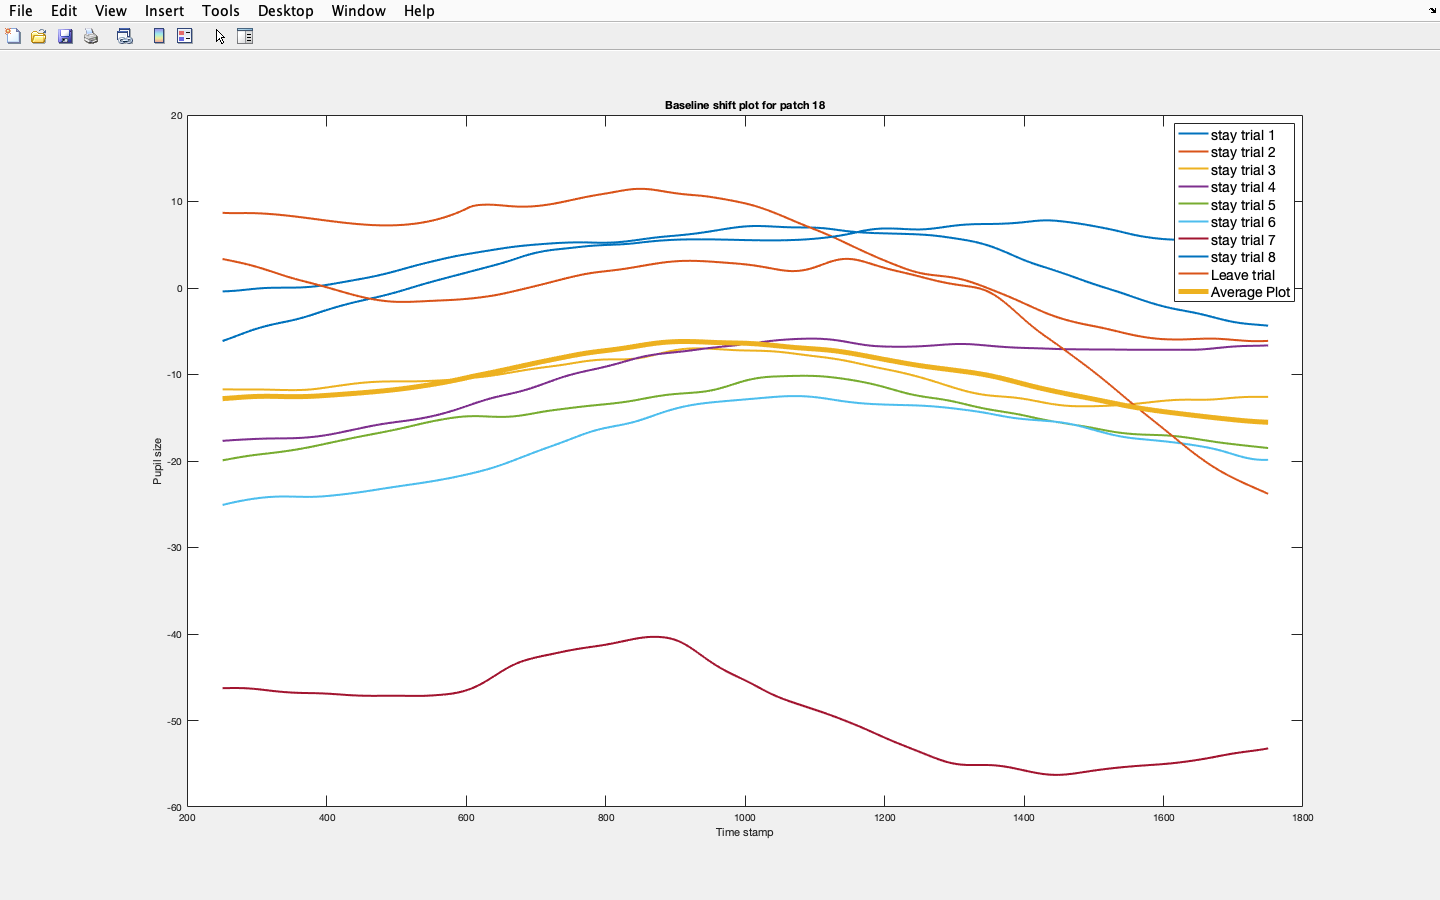 File Edit View Insert Tools Desktop Window Help
Baseline shift plot for patch 18
20
10
0
-10
-20
-30
-40
-50
-60
Pupil size
200 400 600 800 1000 1200 1400 1600 1800
Time stamp
stay trial 1
stay trial 2
stay trial 3
stay trial 4
stay trial 5
stay trial 6
stay trial 7
stay trial 8
Leave trial
Average Plot